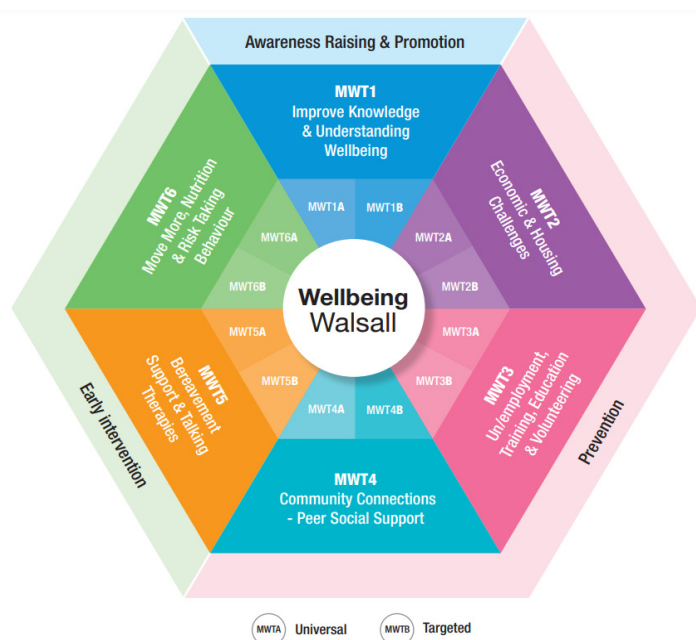 Awareness Raising & Promotion
MWT1
Improve Knowledge
& Understanding
Wellbeing
MWT1A
MWT1B
MWT2
Economic & Housing
Challenges
MWT2A
MWT2B
MWT3
Un/employment,
Training, Education
& Volunteering
MWT3A
MWT3B
MWT4
Community Connections
- Peer Social Support
MWT4A
MWT4B
MWT5
Bereavement
Support & Talking
Therapies
MWT5A
MWT5B
MWT6
Move More, Nutrition
& Risk Taking
Behaviour
MWT6A
MWT6B
Wellbeing
Walsall
Early intervention
Prevention
MWTA Universal
MWTB Targeted